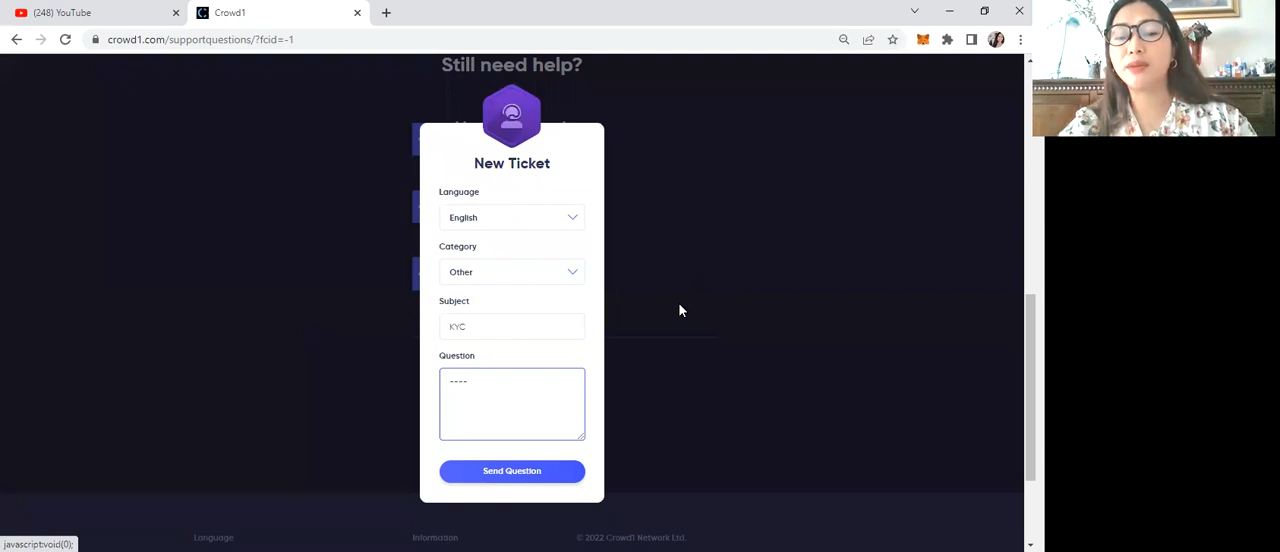 (248) YouTube
Crowd1
crowd1.com/supportquestions/?fcid=-1
Still need help?
New Ticket
Language
English
Category
Other
Subject
KYC
Question
----
Send Question
Language
Information
© 2022 Crowd1 Network Ltd.
javascript:void(0);